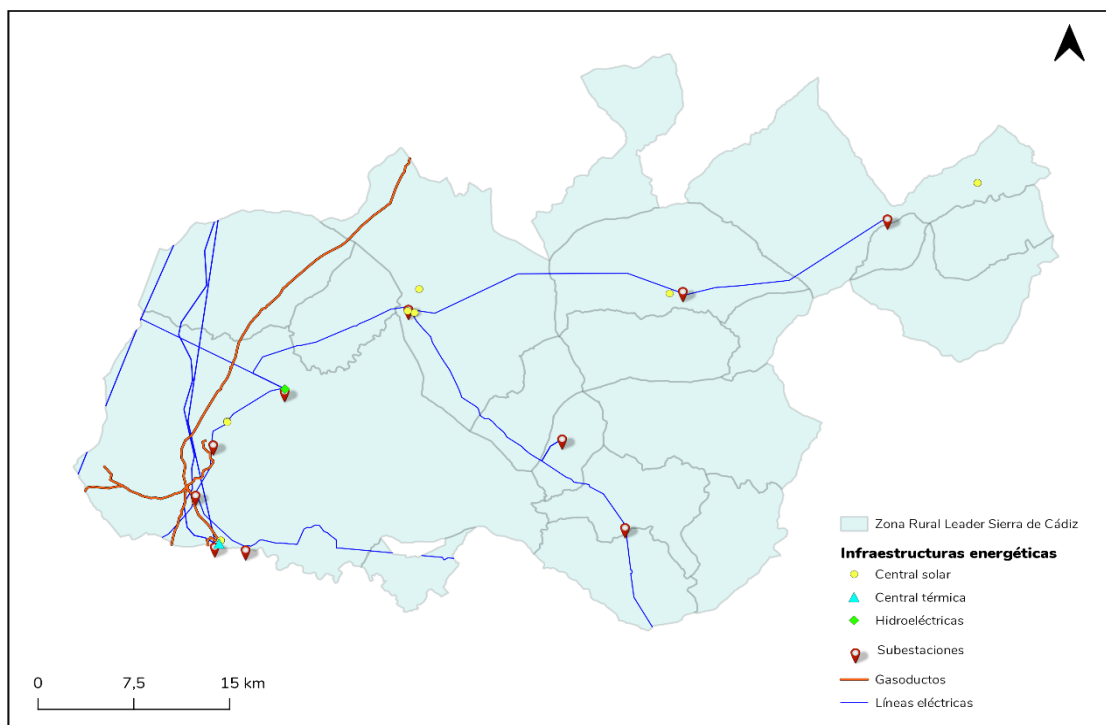 Zona Rural Leader Sierra de Cádiz
Infraestructuras energéticas
Central solar
Central térmica
Hidroeléctricas
Subestaciones
Gasoductos
Líneas eléctricas
0 7,5 15 km